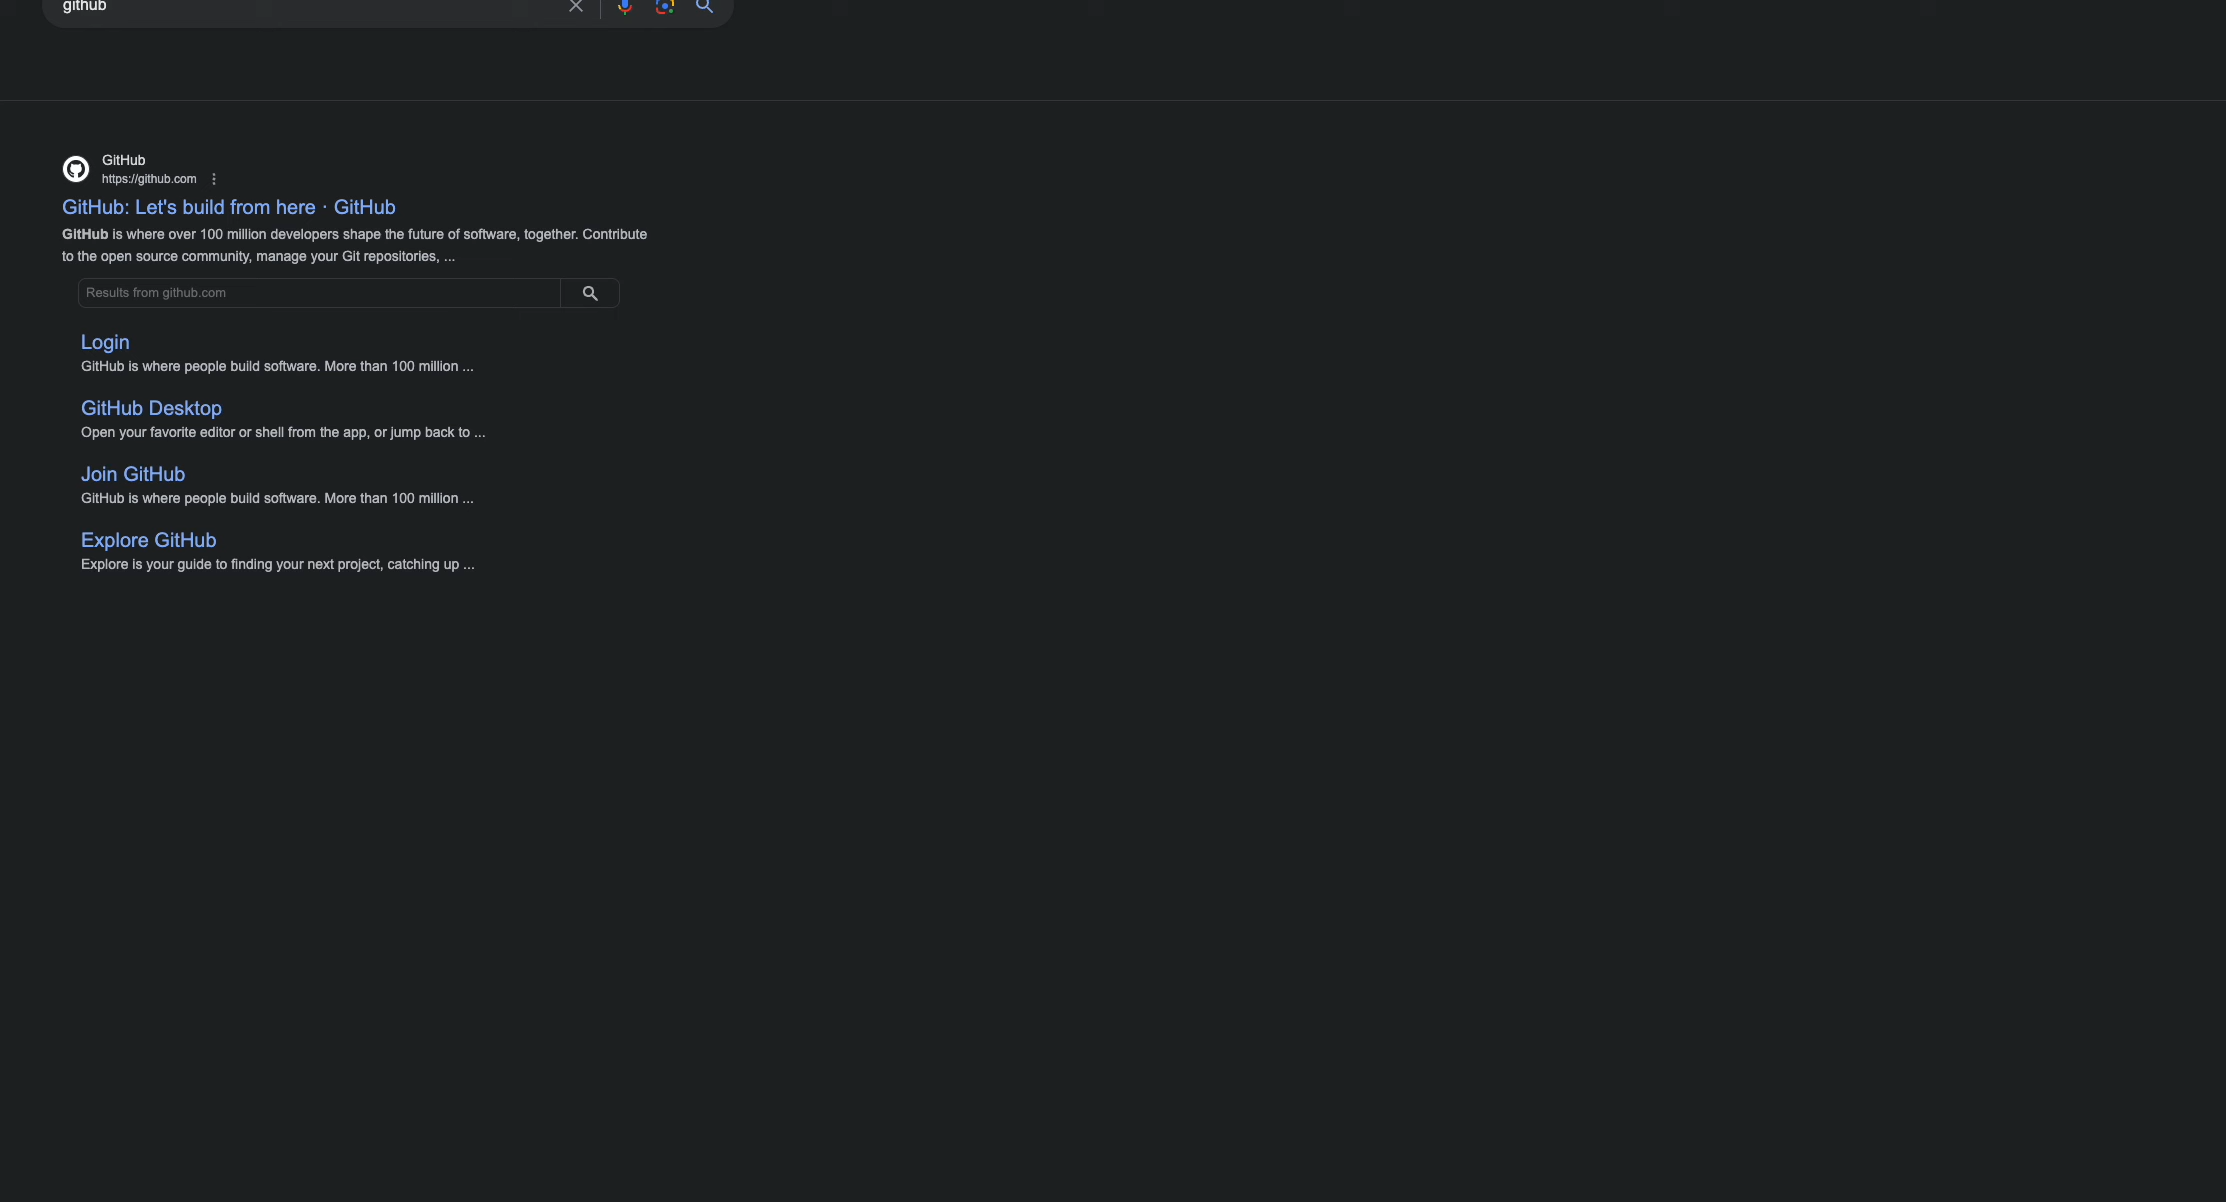 github
GitHub
https://github.com
GitHub: Let's build from here · GitHub
GitHub is where over 100 million developers shape the future of software, together. Contribute
to the open source community, manage your Git repositories, ...
Results from github.com
Login
GitHub is where people build software. More than 100 million ...
GitHub Desktop
Open your favorite editor or shell from the app, or jump back to ...
Join GitHub
GitHub is where people build software. More than 100 million ...
Explore GitHub
Explore is your guide to finding your next project, catching up ...